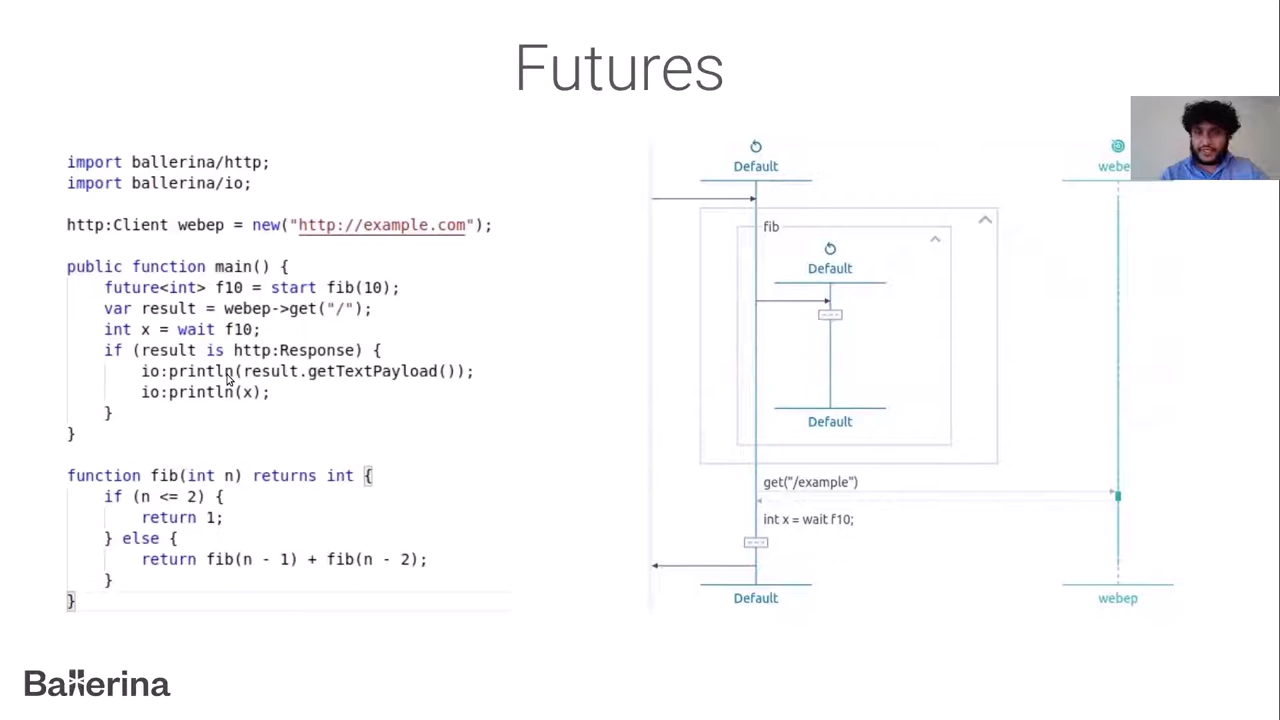 Futures
import ballerina/http;
import ballerina/io;
http:Client webep = new("http://example.com");
public function main() {
future<int> f10 = start fib(10);
var result = webep->get("/");
int x = wait f10;
if (result is http:Response) {
io:println(result.getTextPayload());
io:println(x);
}
}
function fib(int n) returns int {
if (n <= 2) {
return 1;
} else {
return fib(n - 1) + fib(n - 2);
}
}
Default
webe
fib
Default
Default
get("/example")
int x = wait f10;
Default
webep
Ballerina